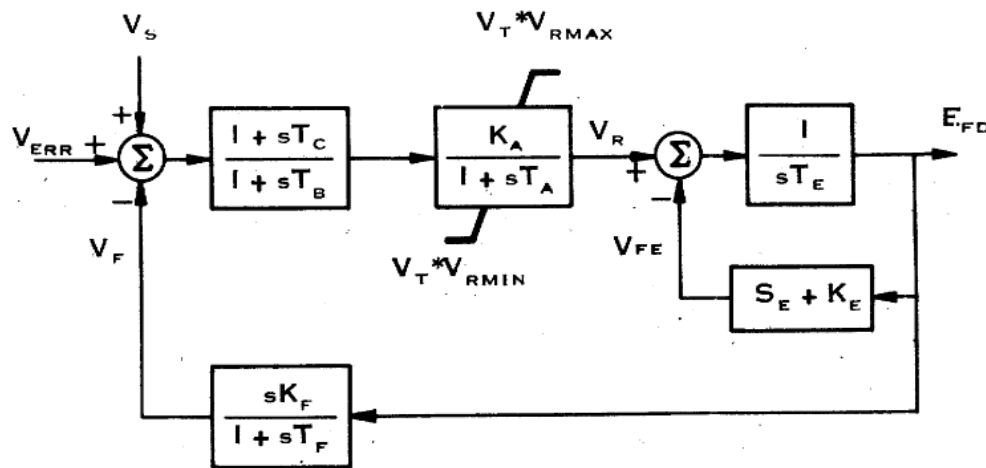 V_S
V_T*V_RMAX
V_ERR
+
+
−
Σ
1 + sT_C
1 + sT_B
K_A
1 + sT_A
V_R
+
−
Σ
1
sT_E
E_FD
V_F
V_T*V_RMIN
V_FE
S_E + K_E
sK_F
1 + sT_F